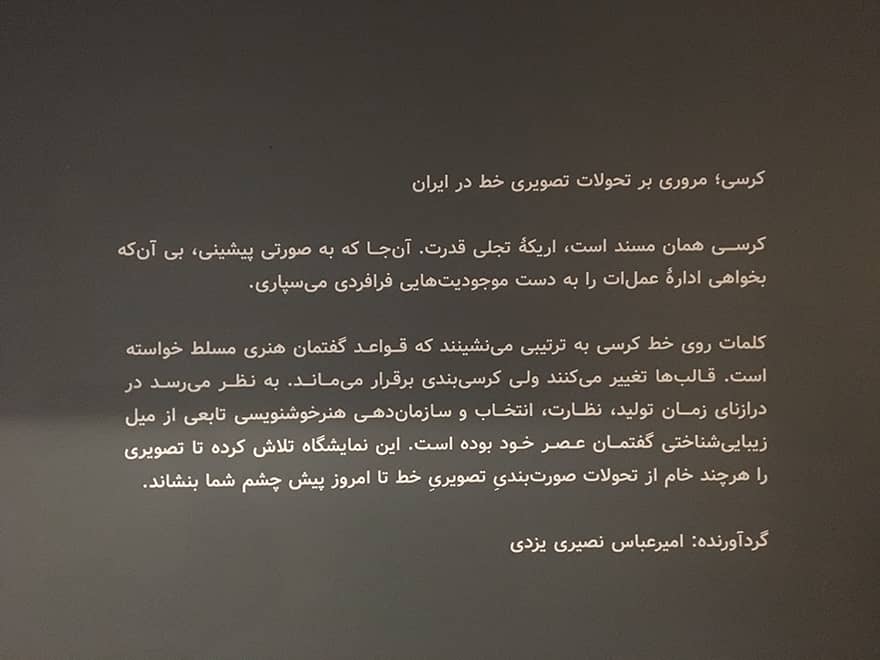 کرسی؛ مروری بر تحولات تصویری خط در ایران
کرسی همان مسند است، اریکهٔ تجلی قدرت. آن‌جا که به صورتی پیشینی، بی آن‌که
بخواهی ادارهٔ عمل‌ات را به دست موجودیت‌هایی فرافردی می‌سپاری.
کلمات روی خط کرسی به ترتیبی می‌نشینند که قواعد گفتمان هنری مسلط خواسته
است. قالب‌ها تغییر می‌کنند ولی کرسی‌بندی برقرار می‌ماند. به نظر می‌رسد در
درازنای زمان تولید، نظارت، انتخاب و سازمان‌دهی هنرخوشنویسی تابعی از میل
زیبایی‌شناختی گفتمان عصر خود بوده است. این نمایشگاه تلاش کرده تا تصویری
را هرچند خام از تحولات صورت‌بندیِ تصویریِ خط تا امروز پیش چشم شما بنشاند.
گردآورنده: امیرعباس نصیری یزدی